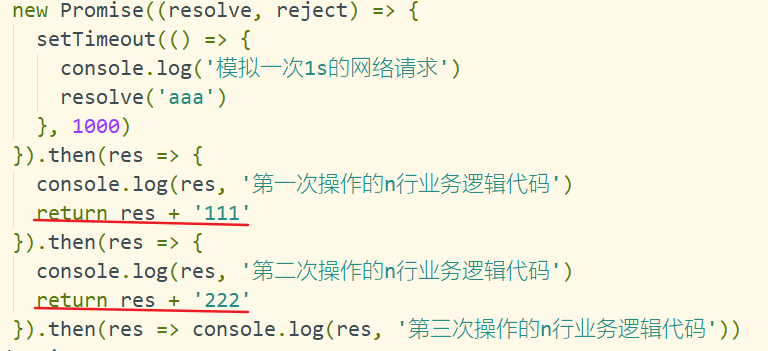 new Promise((resolve, reject) => {
  setTimeout(() => {
    console.log('模拟一次1s的网络请求')
    resolve('aaa')
  }, 1000)
}).then(res => {
  console.log(res, '第一次操作的n行业务逻辑代码')
  return res + '111'
}).then(res => {
  console.log(res, '第二次操作的n行业务逻辑代码')
  return res + '222'
}).then(res => console.log(res, '第三次操作的n行业务逻辑代码'))